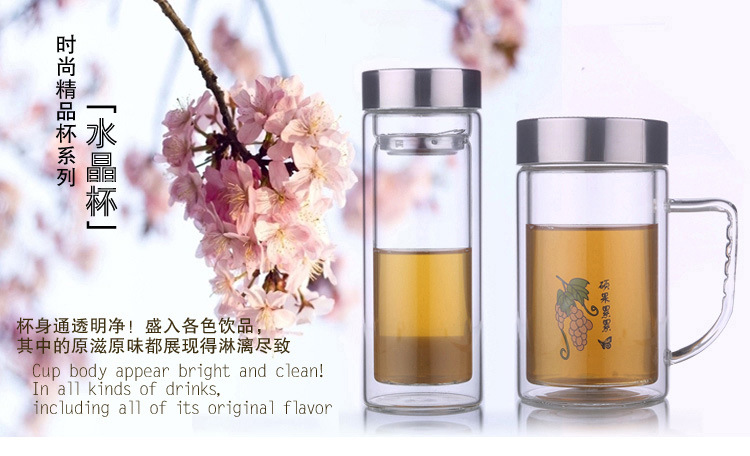 时尚精品杯系列
「水晶杯」
杯身通透明净！盛入各色饮品，
其中的原滋原味都展现得淋漓尽致
Cup body appear bright and clean!
In all kinds of drinks,
including all of its original flavor
硕果累累